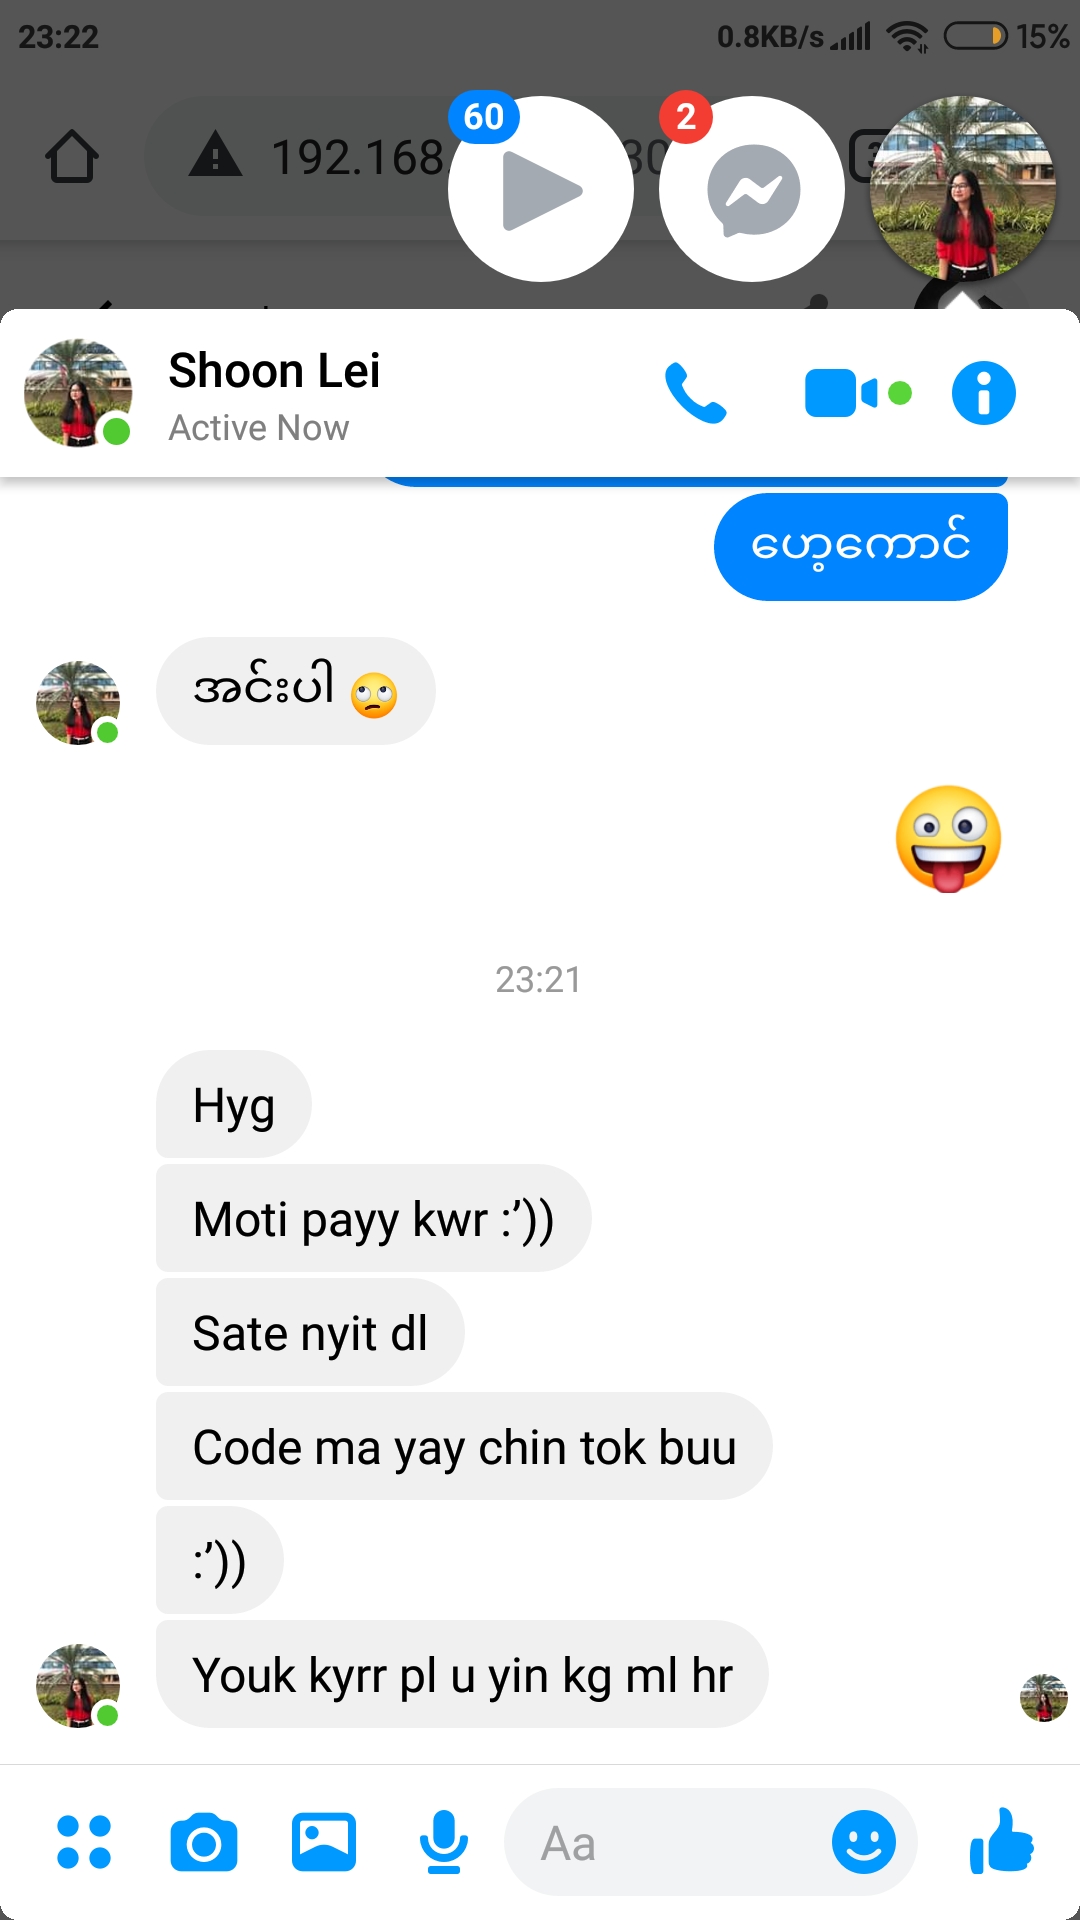 23:22
0.8KB/s
15%
60
2
192.168
30
Shoon Lei
Active Now
ဟေ့ကောင်
အင်းပါ 🙄
🤪
23:21
Hyg
Moti payy kwr :’))
Sate nyit dl
Code ma yay chin tok buu
:’))
Youk kyrr pl u yin kg ml hr
Aa